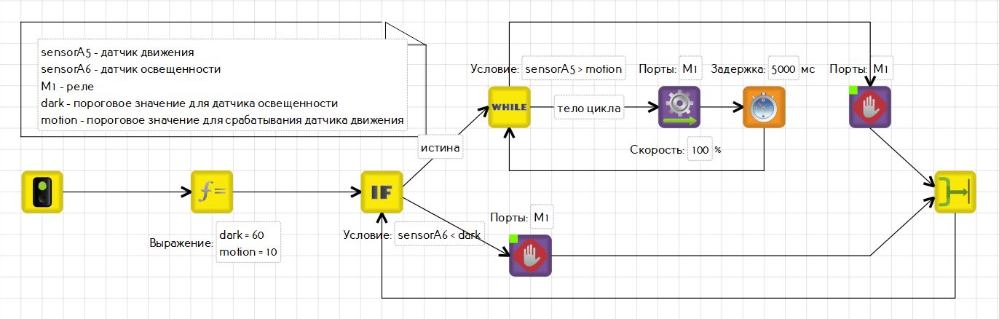 sensorA5 - датчик движения
sensorA6 - датчик освещенности
M1 - реле
dark - пороговое значение для датчика освещенности
motion - пороговое значение для срабатывания датчика движения
Условие: sensorA5 > motion
Порты: M1
Задержка: 5000 мс
Порты: M1
WHILE
тело цикла
Скорость: 100 %
истина
f=
IF
Выражение: dark = 60
motion = 10
Условие: sensorA6 < dark
Порты: M1